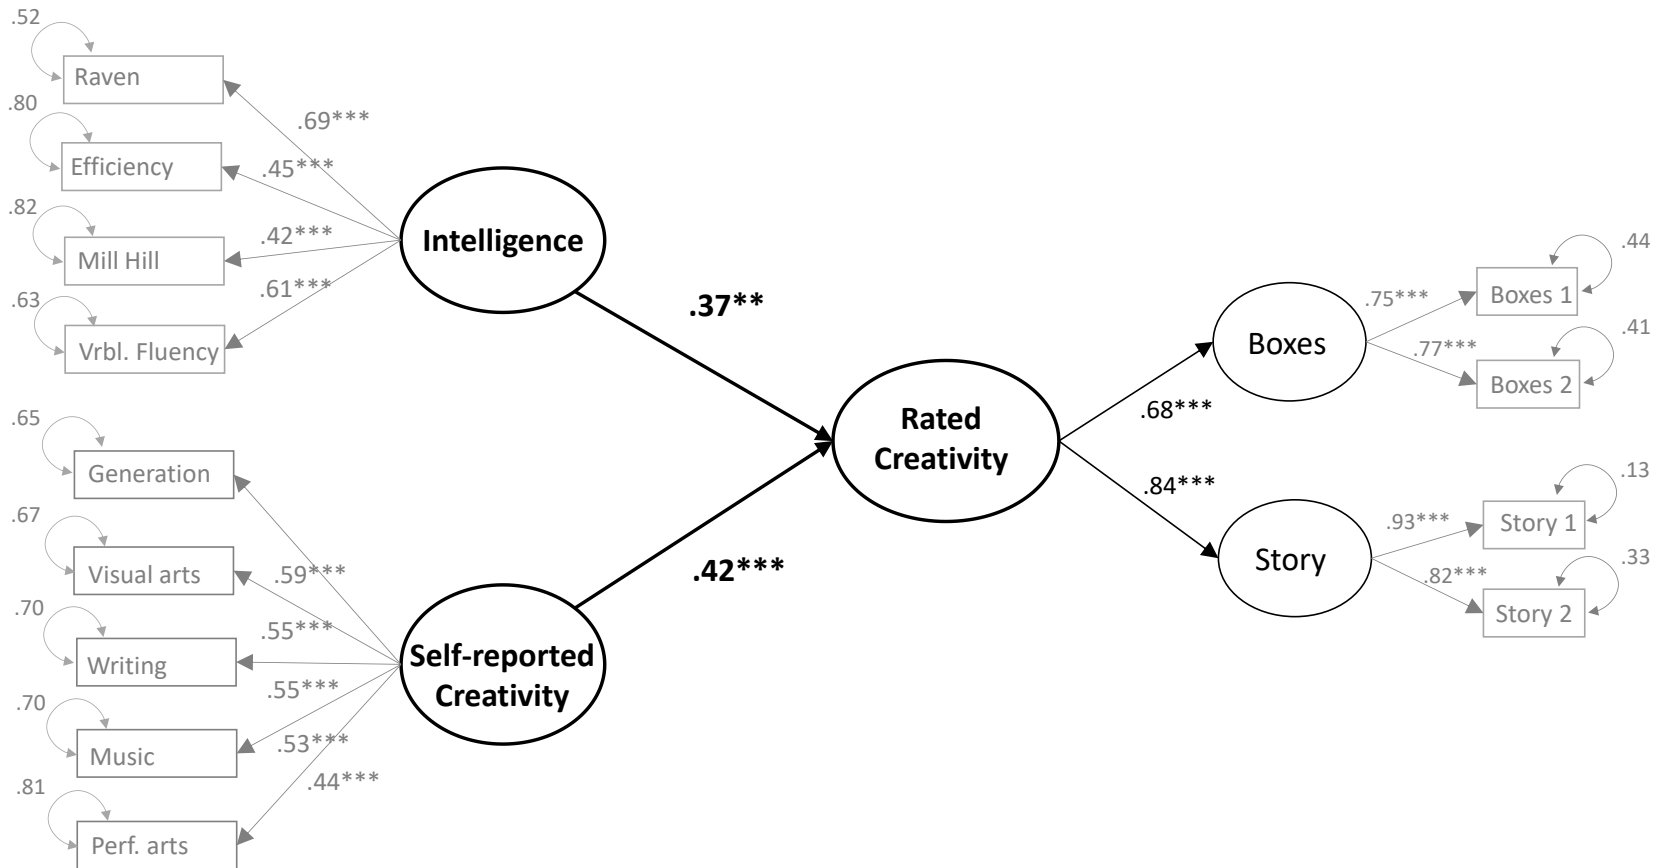 .52
Raven
.69***
.80
Efficiency
.45***
.82
Mill Hill
.42***
.63
Vrbl. Fluency
.61***
Intelligence
.37**
.65
Generation
.59***
.67
Visual arts
.55***
.70
Writing
.55***
.70
Music
.53***
.81
Perf. arts
.44***
Self-reported
Creativity
.42***
Rated
Creativity
.68***
Boxes
.75***
Boxes 1
.44
.77***
Boxes 2
.41
.84***
Story
.93***
Story 1
.13
.82***
Story 2
.33